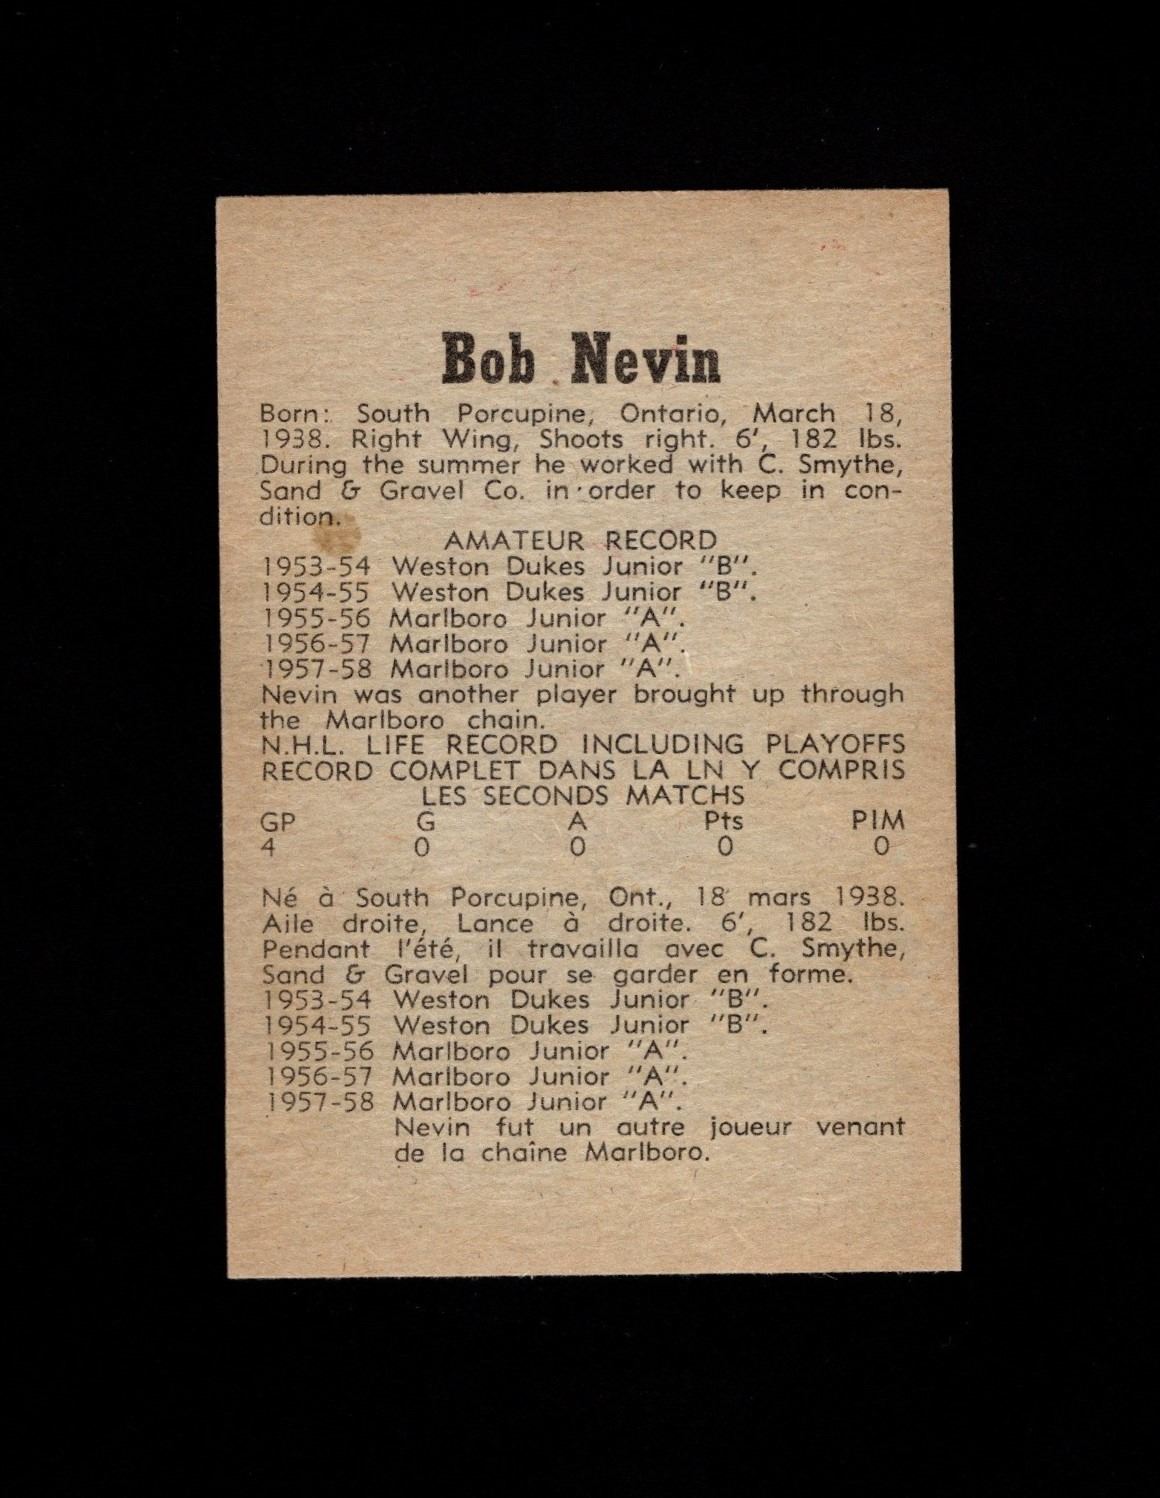 Bob Nevin
Born: South Porcupine, Ontario, March 18,
1938. Right Wing, Shoots right. 6', 182 lbs.
During the summer he worked with C. Smythe,
Sand & Gravel Co. in order to keep in con-
dition.
AMATEUR RECORD
1953-54 Weston Dukes Junior "B".
1954-55 Weston Dukes Junior "B".
1955-56 Marlboro Junior "A".
1956-57 Marlboro Junior "A".
1957-58 Marlboro Junior "A".
Nevin was another player brought up through
the Marlboro chain.
N.H.L. LIFE RECORD INCLUDING PLAYOFFS
RECORD COMPLET DANS LA LN Y COMPRIS
LES SECONDS MATCHS
GP G A Pts PIM
4 0 0 0 0
Né à South Porcupine, Ont., 18 mars 1938.
Aile droite, Lance à droite. 6', 182 lbs.
Pendant l'été, il travailla avec C. Smythe,
Sand & Gravel pour se garder en forme.
1953-54 Weston Dukes Junior "B".
1954-55 Weston Dukes Junior "B".
1955-56 Marlboro Junior "A".
1956-57 Marlboro Junior "A".
1957-58 Marlboro Junior "A".
Nevin fut un autre joueur venant
de la chaîne Marlboro.